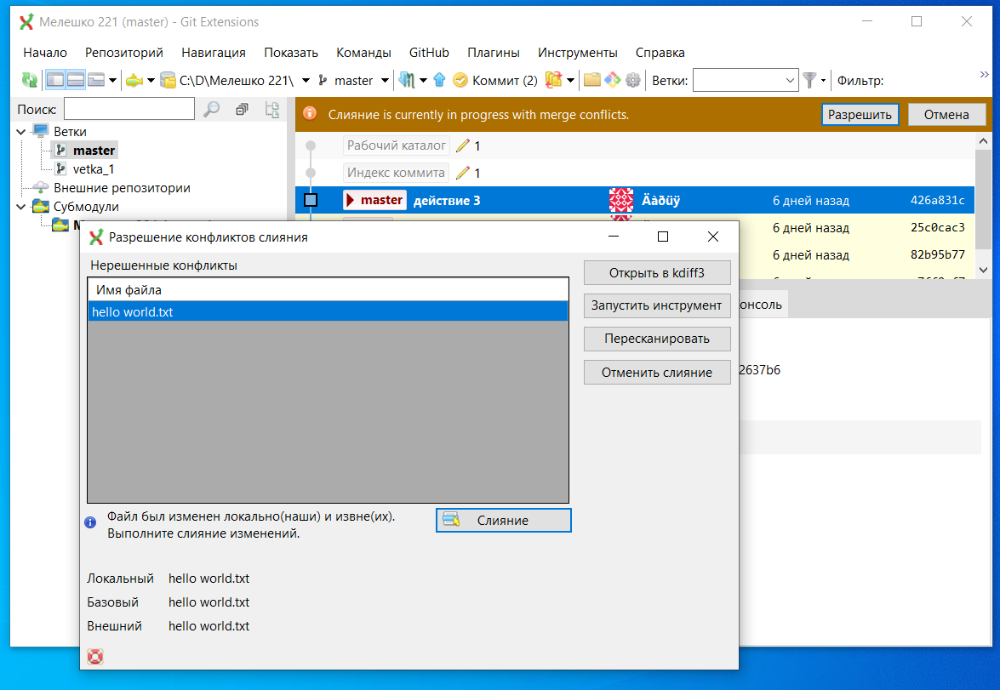 Мелешко 221 (master) - Git Extensions
Начало Репозиторий Навигация Показать Команды GitHub Плагины Инструменты Справка
C:\D\Мелешко 221\ master Коммит (2) Ветки: Фильтр:
Поиск:
Слияние is currently in progress with merge conflicts. Разрешить Отмена
Ветки
master
vetka_1
Внешние репозитории
Субмодули
Рабочий каталог 1
Индекс коммита 1
master действие 3 Äàðüÿ 6 дней назад 426a831c
6 дней назад 25c0cac3
6 дней назад 82b95b77
онсоль
2637b6
Разрешение конфликтов слияния
Нерешенные конфликты
Имя файла
hello world.txt
Открыть в kdiff3
Запустить инструмент
Пересканировать
Отменить слияние
Файл был изменен локально(наши) и извне(их).
Выполните слияние изменений.
Слияние
Локальный hello world.txt
Базовый hello world.txt
Внешний hello world.txt